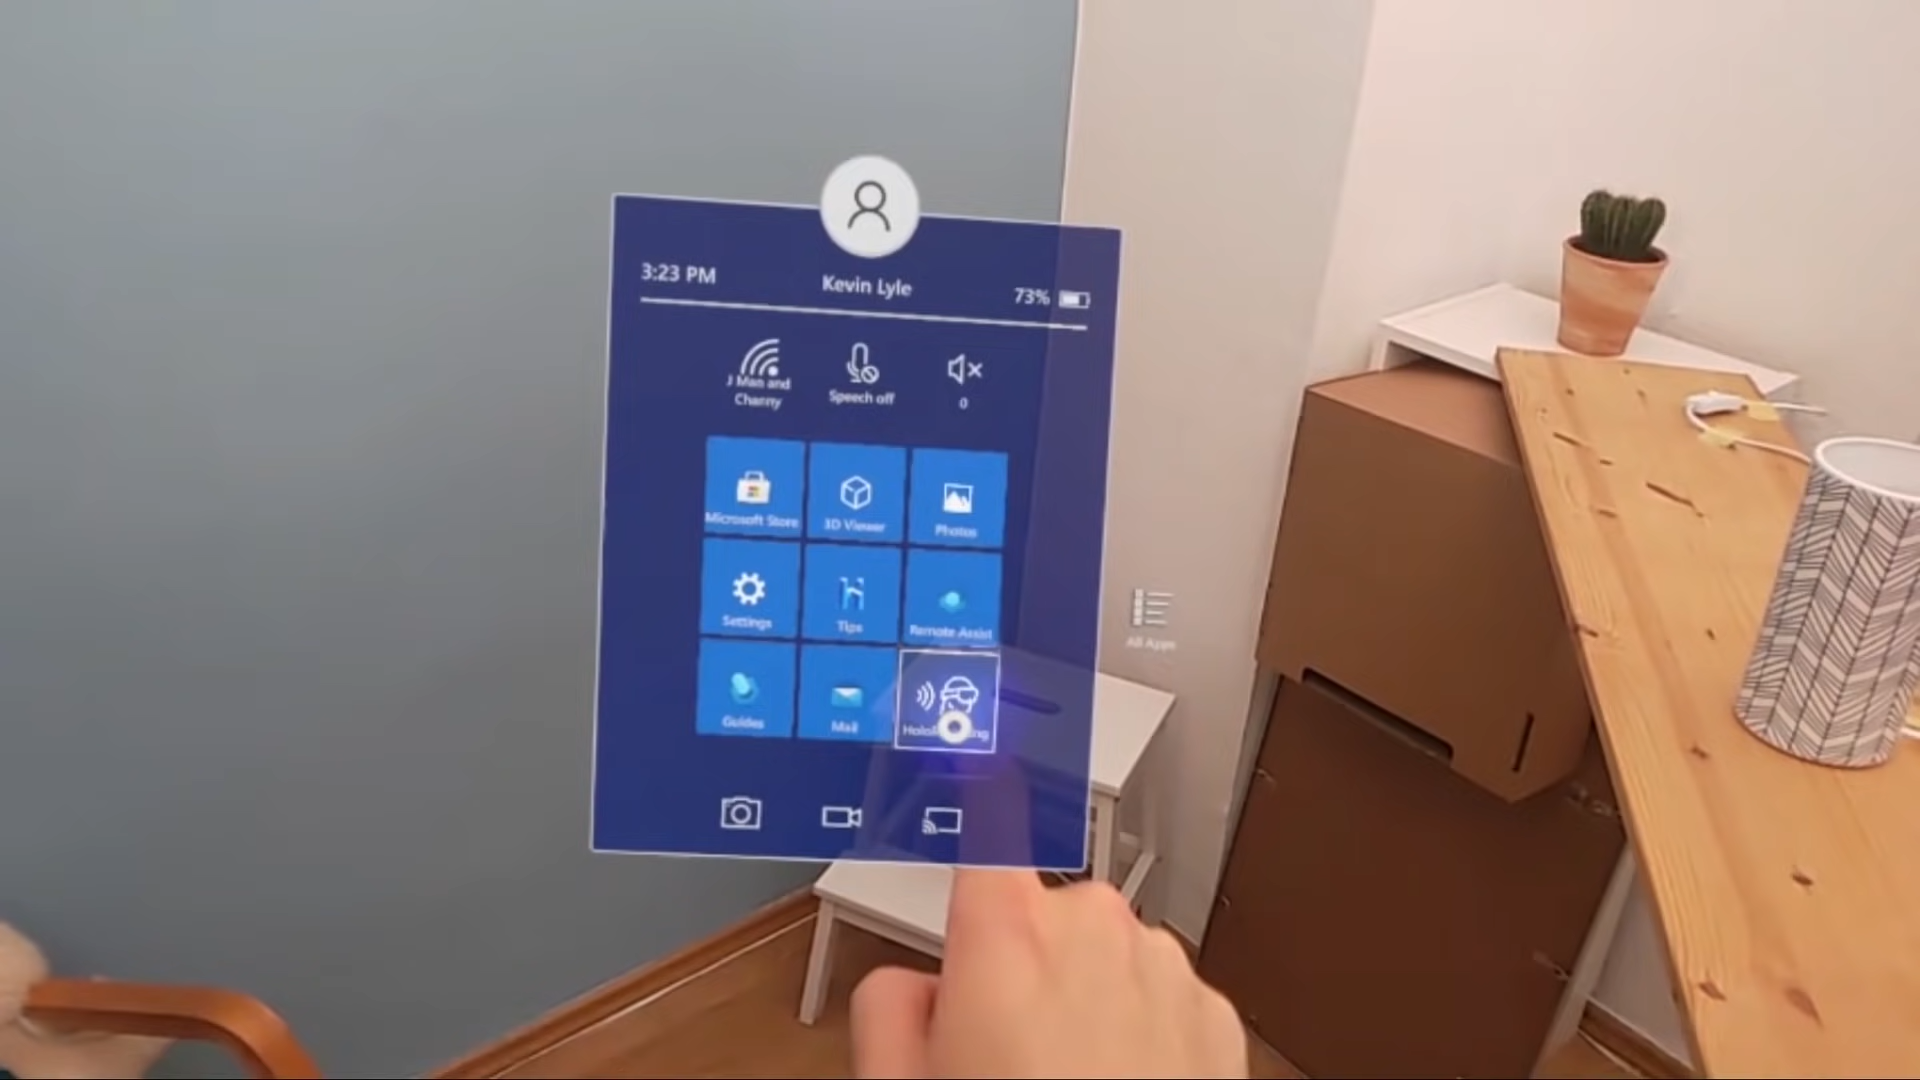 3:23 PM
Kevin Lyle
73%
J Man and
Channy
Speech off
0
Microsoft Store
3D Viewer
Photos
Settings
Tips
Remote Assist
Guides
Mail
All Apps